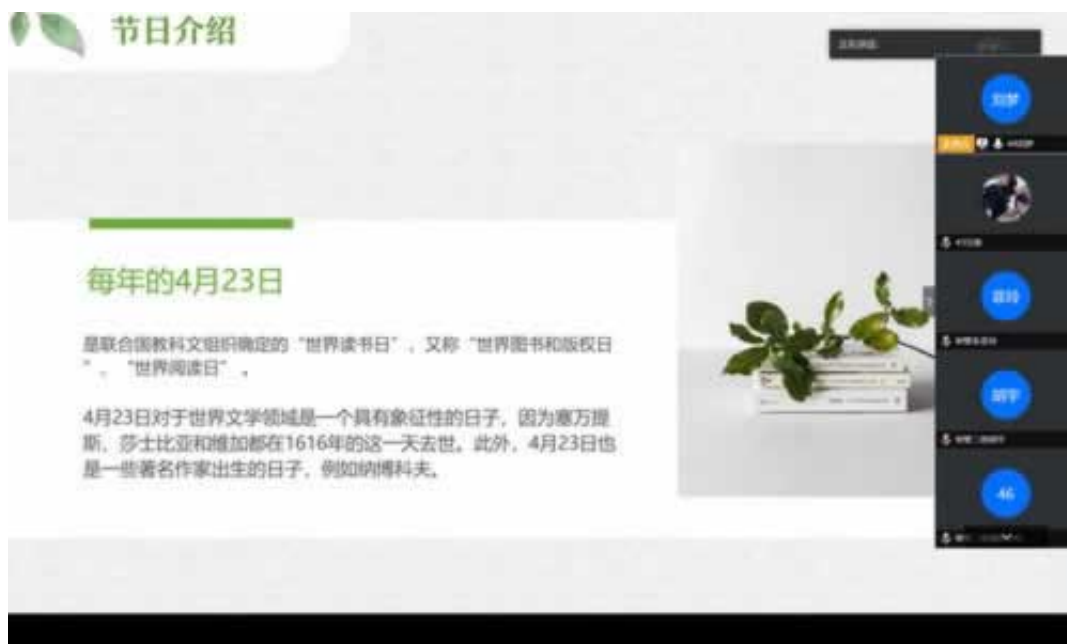 节日介绍
正在讲话:
刘梦
每年的4月23日
是联合国教科文组织确定的“世界读书日”，又称“世界图书和版权日
”、“世界阅读日”。
4月23日对于世界文学领域是一个具有象征性的日子，因为塞万提
斯、莎士比亚和维加都在1616年的这一天去世。此外，4月23日也
是一些著名作家出生的日子，例如纳博科夫。
胡宇
46